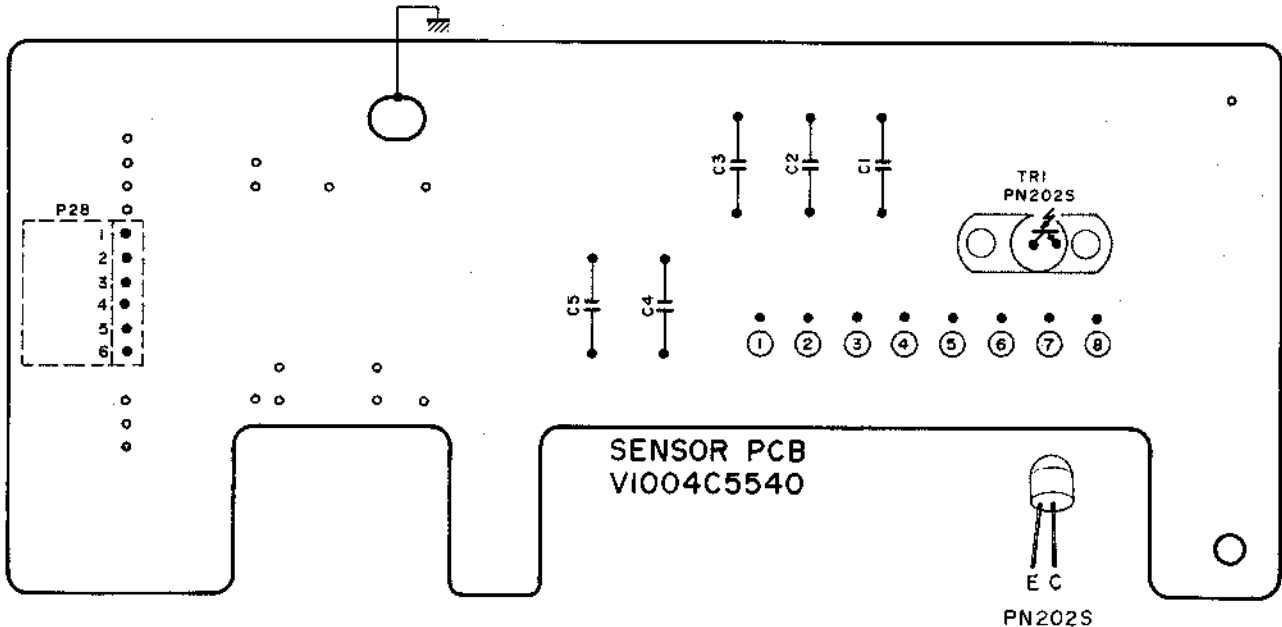 C3
C2
C1
TR1
PN202S
P28
1
2
3
4
5
6
C5
C4
1 2 3 4 5 6 7 8
SENSOR PCB
V1004C5540
E C
PN202S